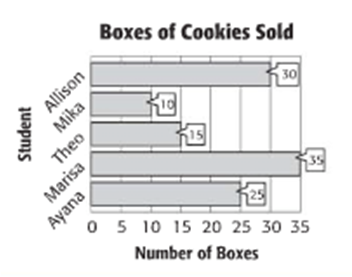 Boxes of Cookies Sold
Student
Allison
30
Mika
10
Theo
15
Marisa
35
Ayana
25
0 5 10 15 20 25 30 35
Number of Boxes